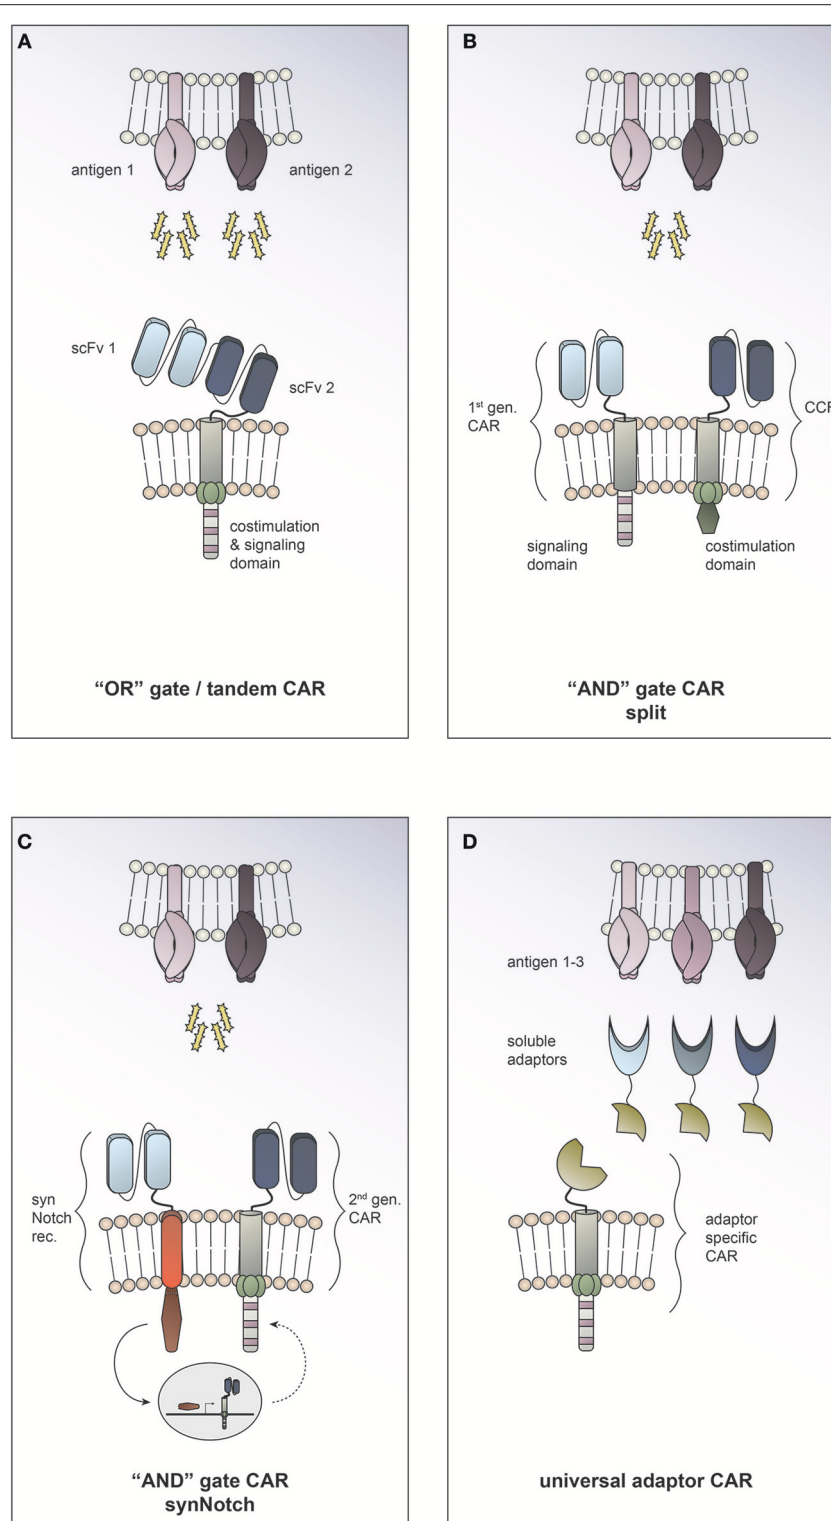 A
antigen 1
antigen 2
scFv 1
scFv 2
costimulation
& signaling
domain
“OR” gate / tandem CAR
B
1st gen.
CAR
signaling
domain
costimulation
domain
“AND” gate CAR
split
C
syn
Notch
rec.
2nd gen.
CAR
“AND” gate CAR
synNotch
D
antigen 1-3
soluble
adaptors
adaptor
specific
CAR
universal adaptor CAR